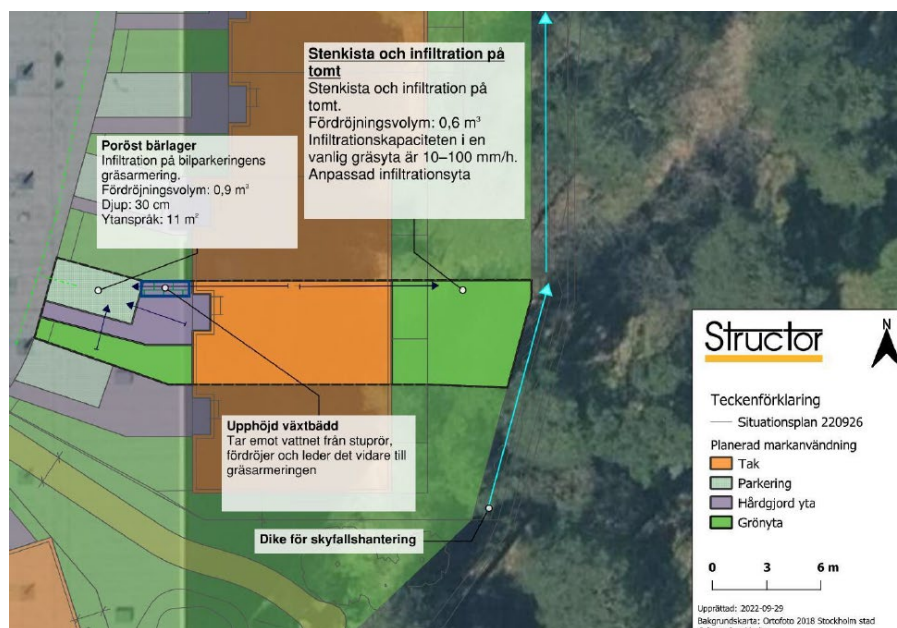 Stenkista och infiltration på
tomt
Stenkista och infiltration på
tomt.
Fördröjningsvolym: 0,6 m³
Infiltrationskapaciteten i en
vanlig gräsyta är 10–100 mm/h.
Anpassad infiltrationsyta
Poröst bärlager
Infiltration på bilparkeringens
gräsarmering.
Fördröjningsvolym: 0,9 m³
Djup: 30 cm
Ytanspråk: 11 m²
Upphöjd växtbädd
Tar emot vattnet från stuprör,
fördröjer och leder det vidare till
gräsarmeringen
Dike för skyfallshantering
Structor
N
Teckenförklaring
Situationsplan 220926
Planerad markanvändning
Tak
Parkering
Hårdgjord yta
Grönyta
0 3 6 m
Upprättad: 2022-09-29
Bakgrundskarta: Ortofoto 2018 Stockholm stad